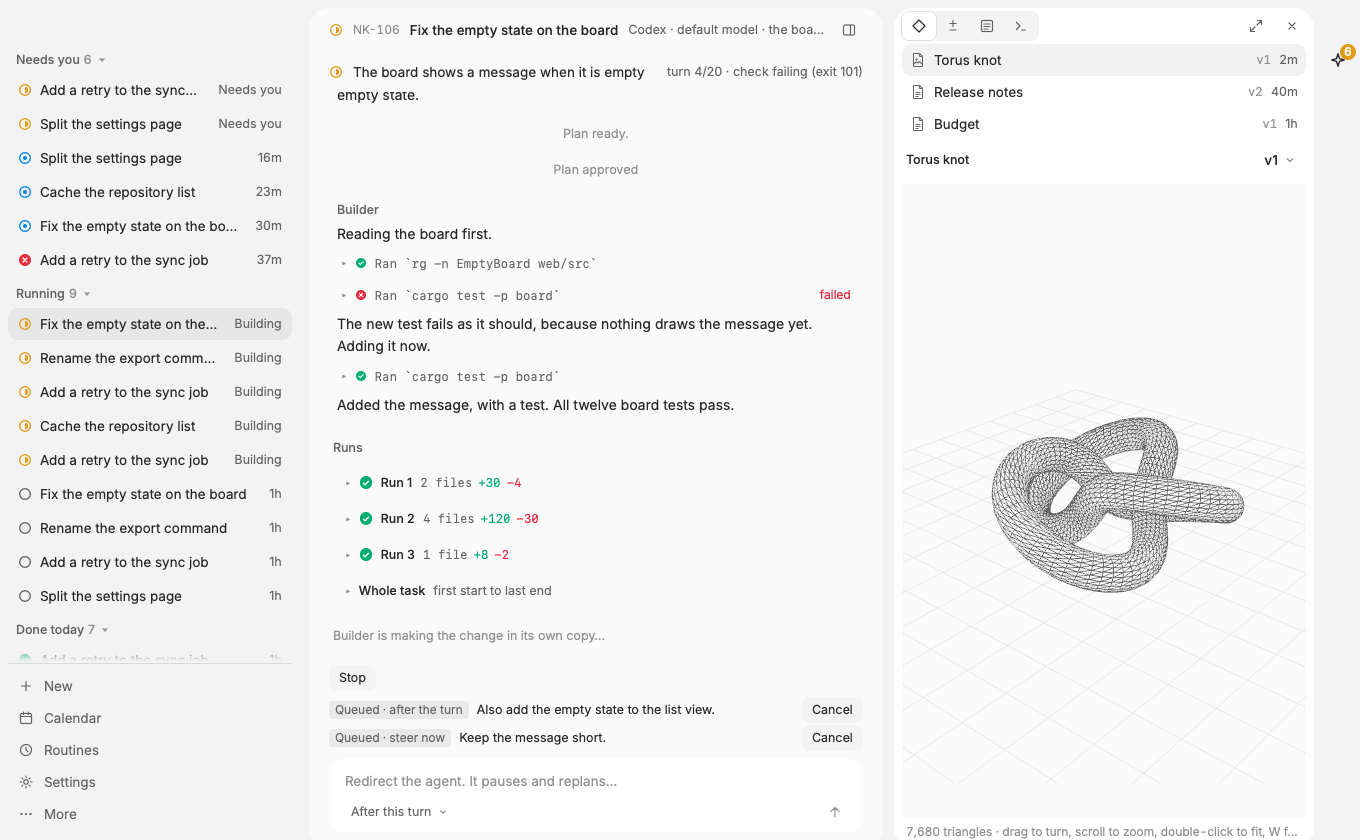 Needs you 6
Add a retry to the sync... Needs you
Split the settings page Needs you
Split the settings page 16m
Cache the repository list 23m
Fix the empty state on the bo... 30m
Add a retry to the sync job 37m
Running 9
Fix the empty state on the... Building
Rename the export comm... Building
Add a retry to the sync job Building
Cache the repository list Building
Add a retry to the sync job Building
Fix the empty state on the board 1h
Rename the export command 1h
Add a retry to the sync job 1h
Split the settings page 1h
Done today 7
Add a retry to the sync job 1h
New
Calendar
Routines
Settings
More
NK-106 Fix the empty state on the board Codex · default model · the boa...
The board shows a message when it is empty turn 4/20 · check failing (exit 101)
empty state.
Plan ready.
Plan approved
Builder
Reading the board first.
Ran `rg -n EmptyBoard web/src`
Ran `cargo test -p board` failed
The new test fails as it should, because nothing draws the message yet.
Adding it now.
Ran `cargo test -p board`
Added the message, with a test. All twelve board tests pass.
Runs
Run 1 2 files +30 −4
Run 2 4 files +120 −30
Run 3 1 file +8 −2
Whole task first start to last end
Builder is making the change in its own copy...
Stop
Queued · after the turn Also add the empty state to the list view. Cancel
Queued · steer now Keep the message short. Cancel
Redirect the agent. It pauses and replans...
After this turn
Torus knot v1 2m
Release notes v2 40m
Budget v1 1h
Torus knot v1
7,680 triangles · drag to turn, scroll to zoom, double-click to fit, W f...
6